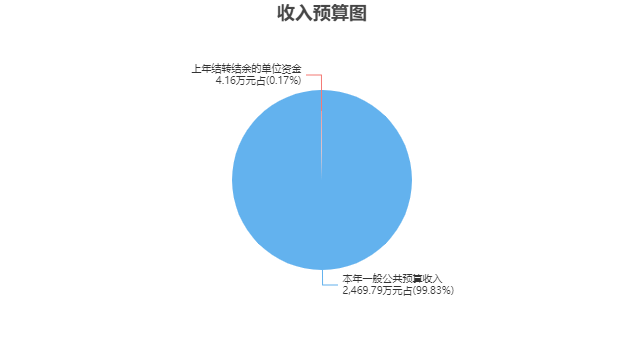 收入预算图
上年结转结余的单位资金
4.16万元占(0.17%)
本年一般公共预算收入
2,469.79万元占(99.83%)